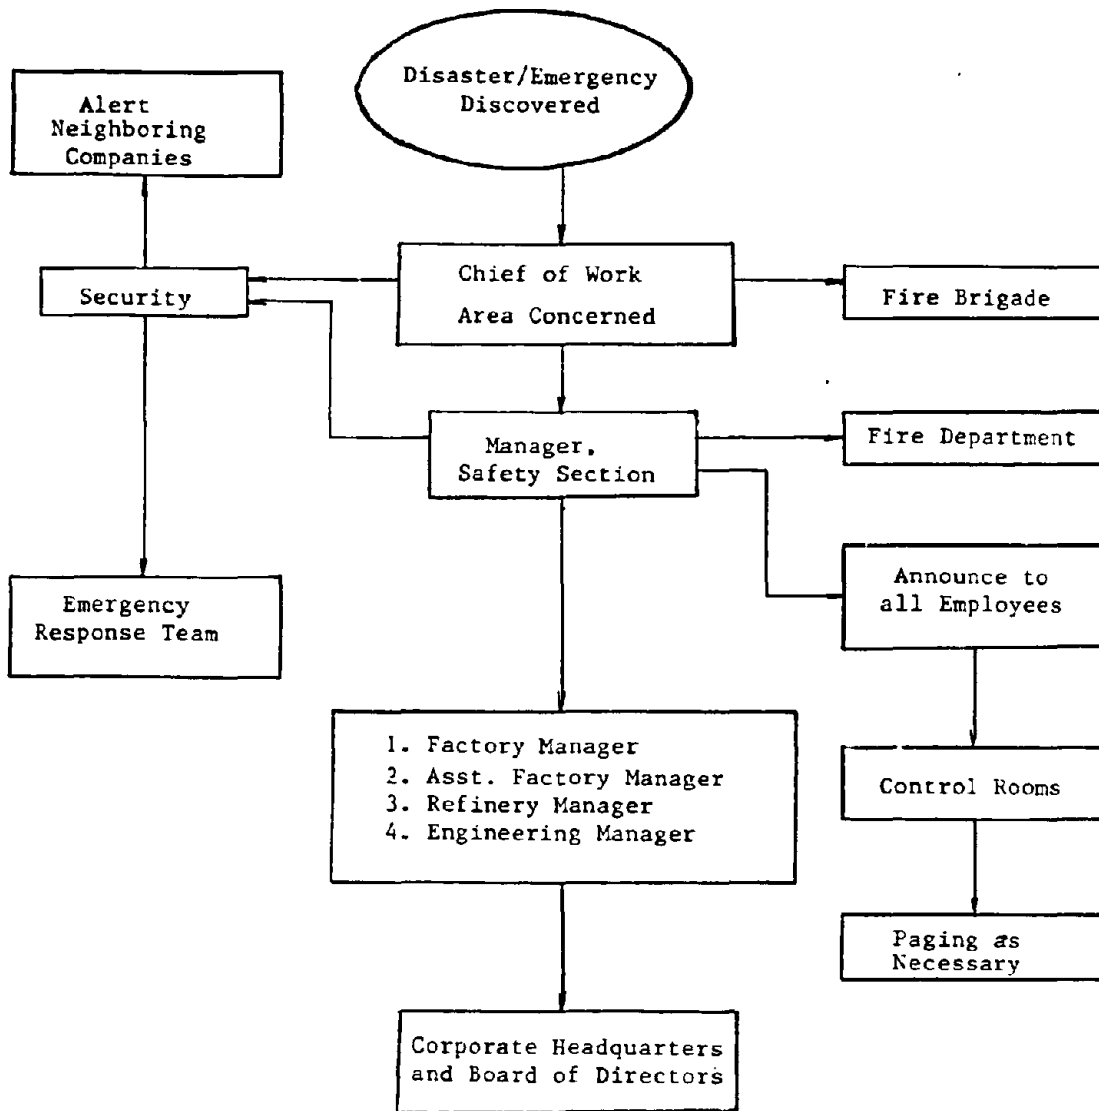 Disaster/Emergency
Discovered
Alert
Neighboring
Companies
Chief of Work
Area Concerned
Security
Fire Brigade
Manager,
Safety Section
Fire Department
Announce to
all Employees
Emergency
Response Team
1. Factory Manager
2. Asst. Factory Manager
3. Refinery Manager
4. Engineering Manager
Control Rooms
Paging as
Necessary
Corporate Headquarters
and Board of Directors